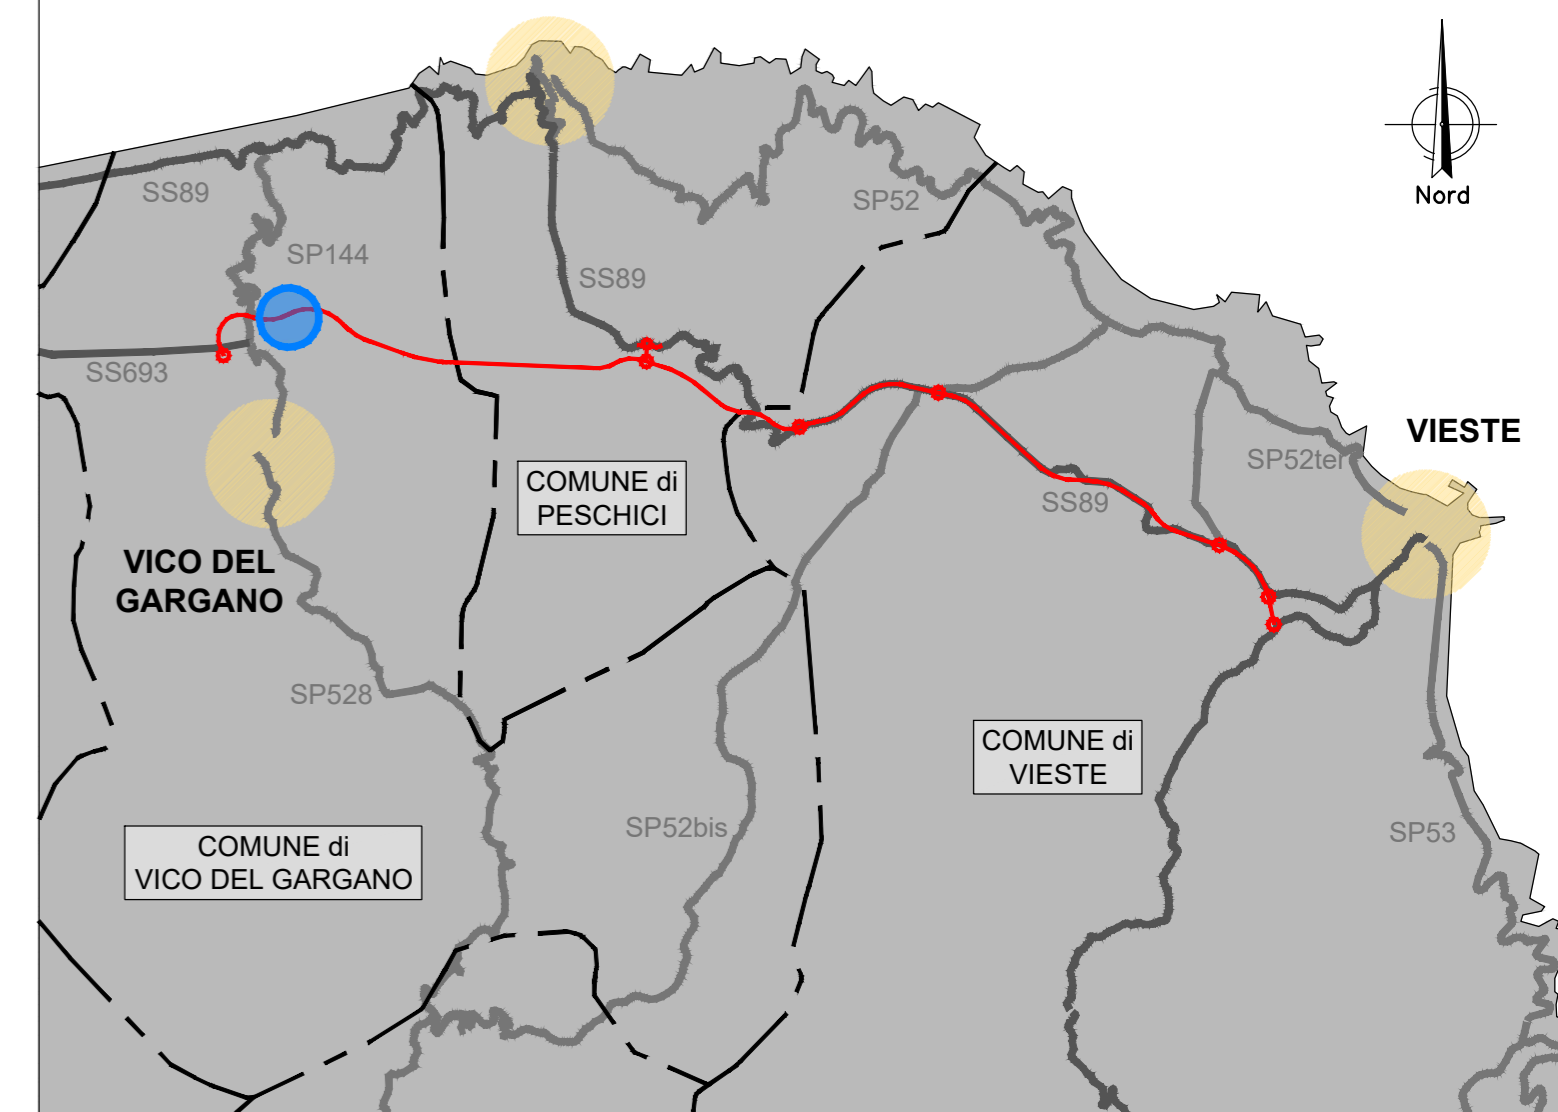 Nord
SS89
SP52
SP144
SS89
SS693
VIESTE
SP52ter
COMUNE di
PESCHICI
SS89
VICO DEL
GARGANO
SP528
COMUNE di
VIESTE
SP52bis
SP53
COMUNE di
VICO DEL GARGANO